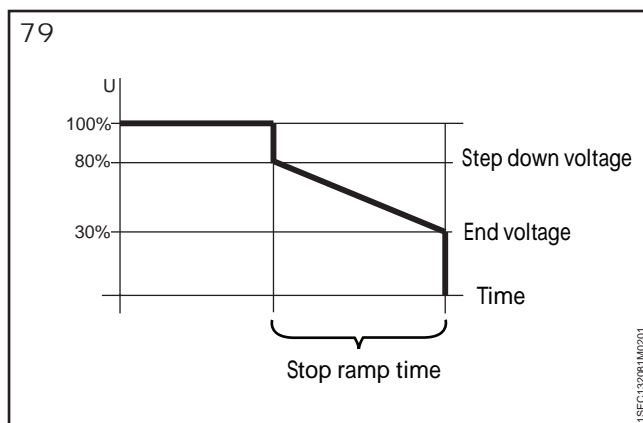 79
U
100%
80%
Step down voltage
30%
End voltage
Time
Stop ramp time
1SFC132081M0201